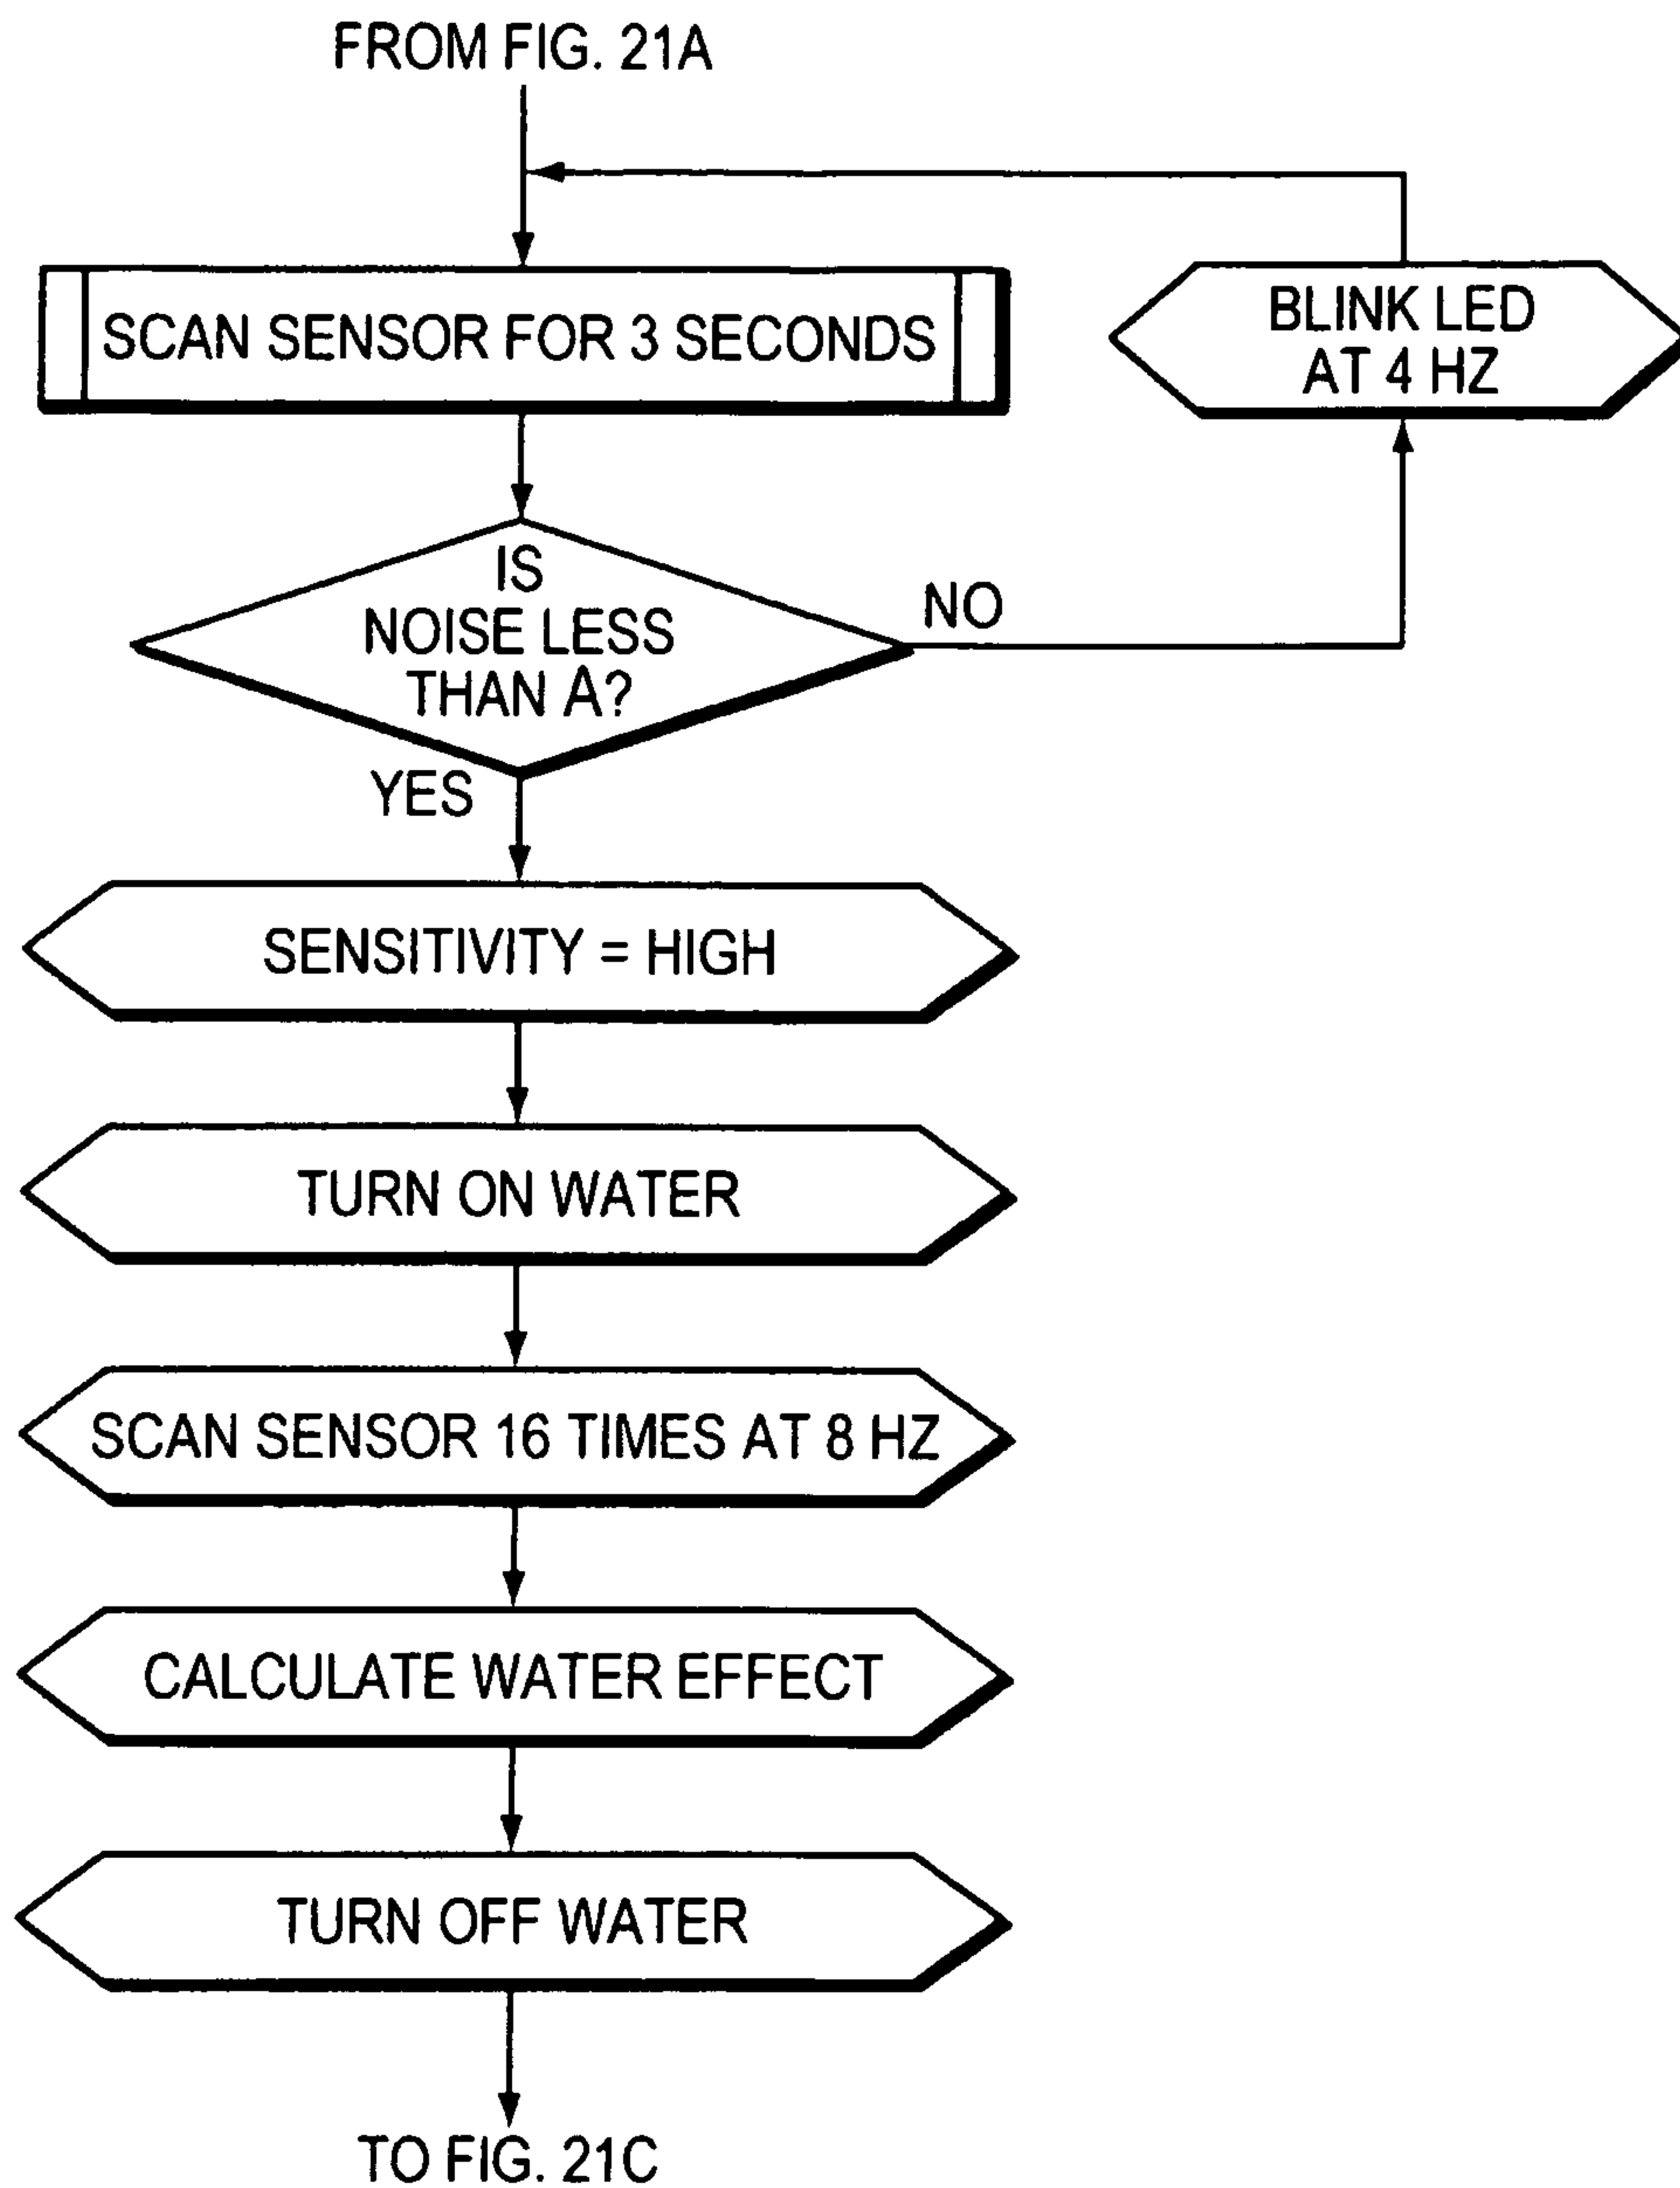 FROM FIG. 21A
SCAN SENSOR FOR 3 SECONDS
BLINK LED
AT 4 HZ
IS
NOISE LESS
THAN A?
NO
YES
SENSITIVITY = HIGH
TURN ON WATER
SCAN SENSOR 16 TIMES AT 8 HZ
CALCULATE WATER EFFECT
TURN OFF WATER
TO FIG. 21C